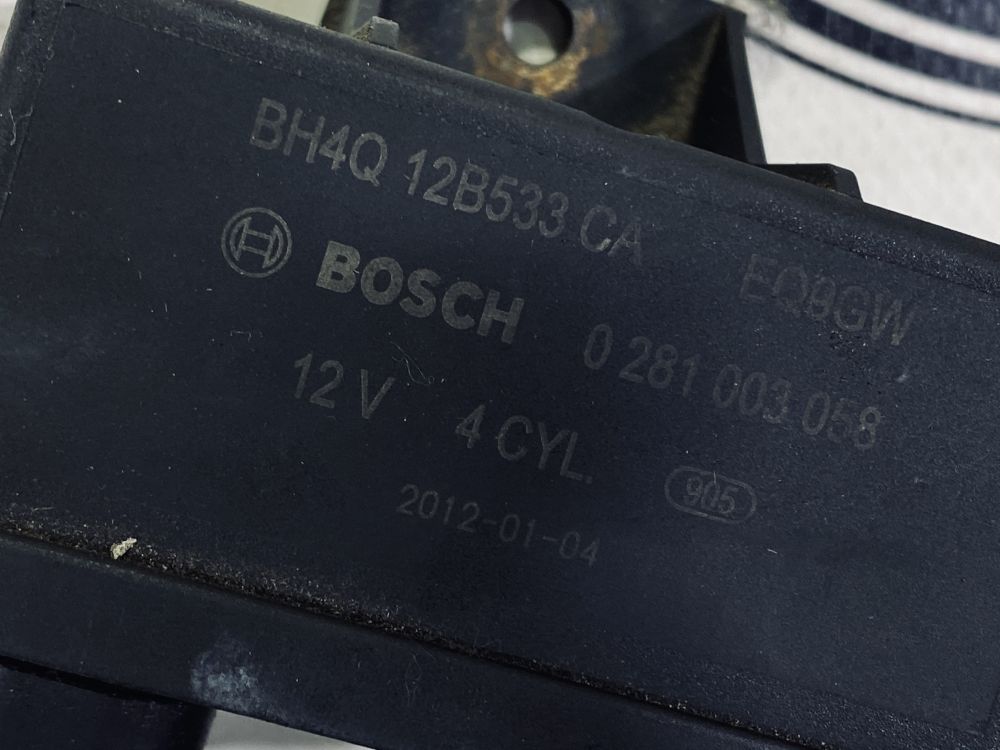 BH4Q 12B533 CA
EQ9GW
BOSCH
0 281 003 058
12 V 4 CYL.
905
2012-01-04